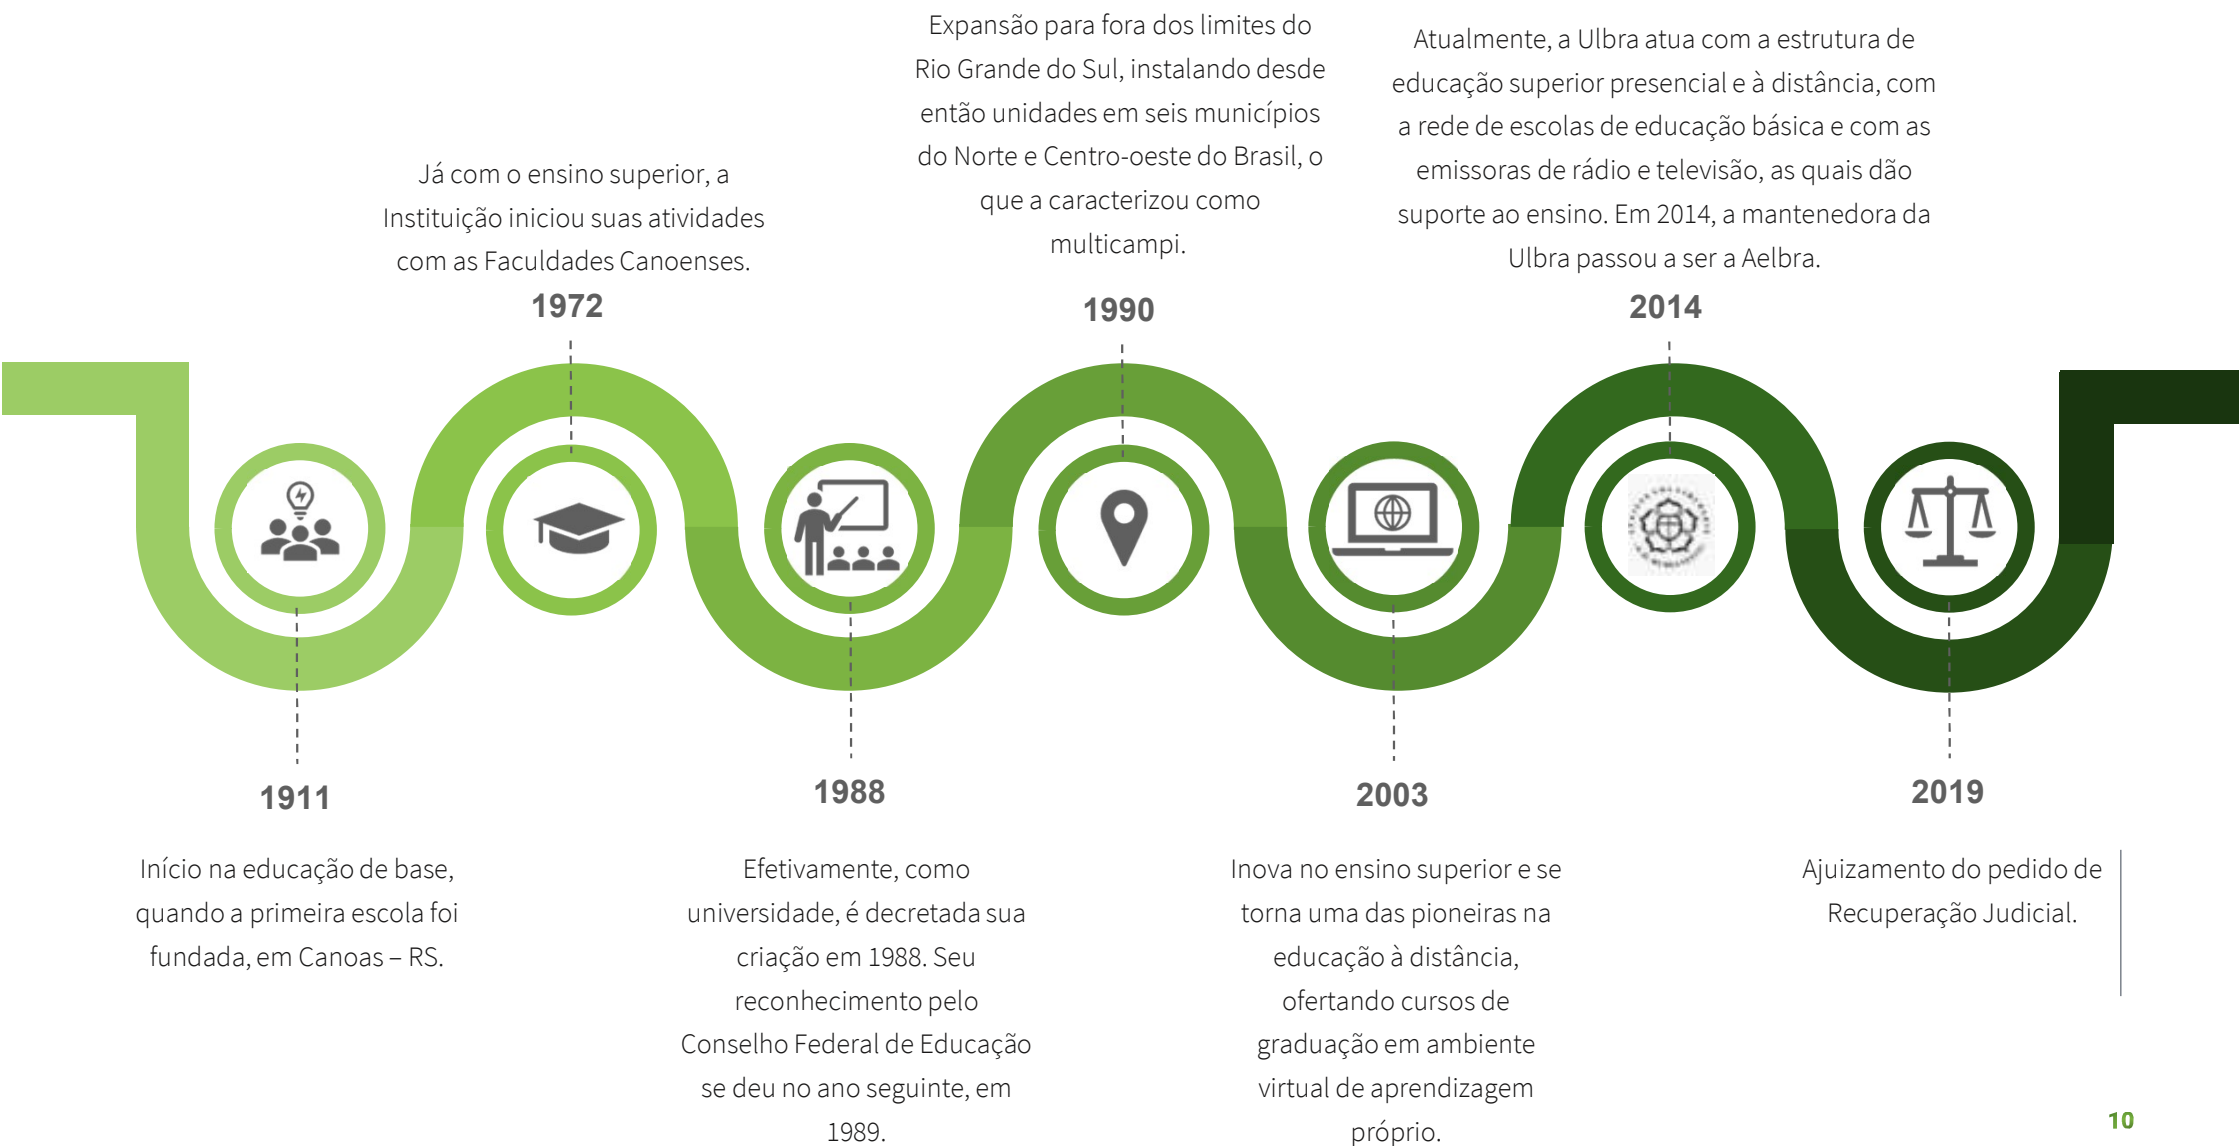 Início na educação de base,
quando a primeira escola foi
fundada, em Canoas – RS.
1911
Já com o ensino superior, a
Instituição iniciou suas atividades
com as Faculdades Canoenses.
1972
Efetivamente, como
universidade, é decretada sua
criação em 1988. Seu
reconhecimento pelo
Conselho Federal de Educação
se deu no ano seguinte, em
1989.
1988
Expansão para fora dos limites do
Rio Grande do Sul, instalando desde
então unidades em seis municípios
do Norte e Centro-oeste do Brasil, o
que a caracterizou como
multicampi.
1990
Inova no ensino superior e se
torna uma das pioneiras na
educação à distância,
ofertando cursos de
graduação em ambiente
virtual de aprendizagem
próprio.
2003
Atualmente, a Ulbra atua com a estrutura de
educação superior presencial e à distância, com
a rede de escolas de educação básica e com as
emissoras de rádio e televisão, as quais dão
suporte ao ensino. Em 2014, a mantenedora da
Ulbra passou a ser a Aelbra.
2014
2019
Ajuizamento do pedido de
Recuperação Judicial.
10